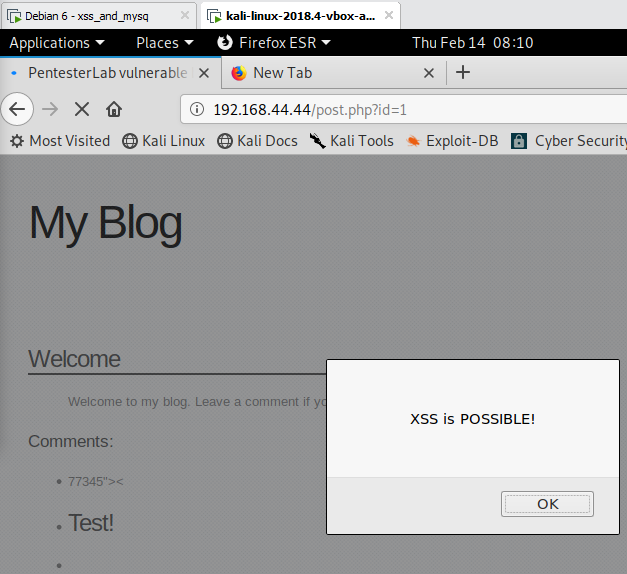 Debian 6 - xss_and_mysq
kali-linux-2018.4-vbox-a...
Applications Places Firefox ESR Thu Feb 14 08:10
PentesterLab vulnerable New Tab
192.168.44.44/post.php?id=1
Most Visited Kali Linux Kali Docs Kali Tools Exploit-DB Cyber Security
My Blog
Welcome
Welcome to my blog. Leave a comment if yo
XSS is POSSIBLE!
Comments:
77345"><
OK
Test!